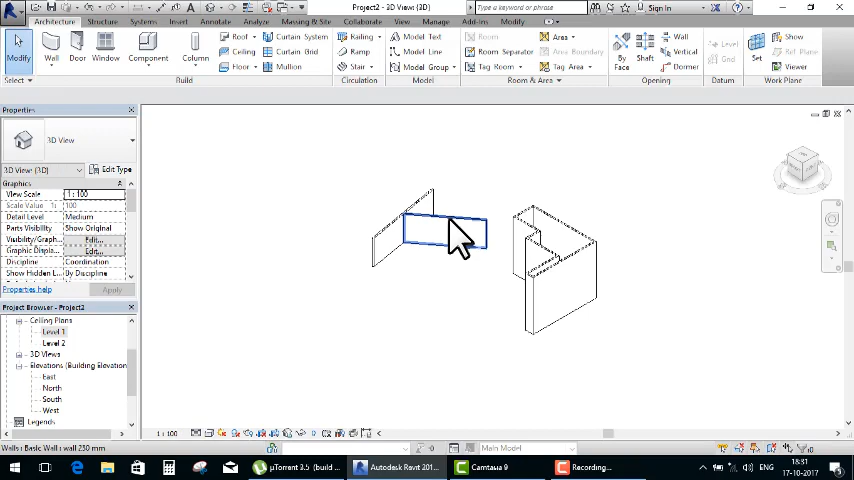 Project2 - 3D View: {3D}
Type a keyword or phrase
Sign In
Architecture Structure Systems Insert Annotate Analyze Massing & Site Collaborate View Manage Add-Ins Modify
Modify Wall Door Window Component Column
Roof Ceiling Floor
Curtain System Curtain Grid Mullion
Railing Ramp Stair
Model Text Model Line Model Group
Room Room Separator Tag Room
Area Tag Area
By Face Shaft Wall Vertical Dormer
Level Grid
Set Show Ref Plane Viewer
Select Build Circulation Model Room & Area Opening Datum Work Plane
Properties
3D View
3D View: {3D} Edit Type
Graphics
View Scale 1 : 100
Scale Value 1: 100
Detail Level Medium
Parts Visibility Show Original
Visibility/Graph... Edit...
Graphic Displa... Edit...
Discipline Coordination
Show Hidden L... By Discipline
Properties help Apply
Project Browser - Project2
Ceiling Plans
Level 1
Level 2
3D Views
Elevations (Building Elevation
East
North
South
West
Legends
1 : 100
Walls : Basic Wall : wall 230 mm
:0
Main Model
:0
µTorrent 3.5 (build ...
Autodesk Revit 201...
Camtasia 9
Recording...
ENG
18:31
17-10-2017